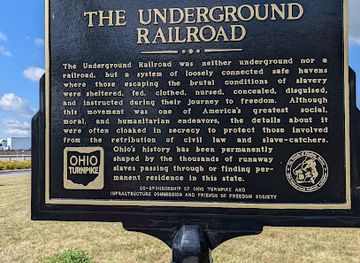 THE UNDERGROUND
RAILROAD
The Underground Railroad was neither underground nor a
railroad, but a system of loosely connected safe havens
where those escaping the brutal conditions of slavery
were sheltered, fed, clothed, nursed, concealed, disguised,
and instructed during their journey to freedom. Although
this movement was one of America's greatest social,
moral, and humanitarian endeavors, the details about it
were often cloaked in secrecy to protect those involved
from the retribution of civil law and slave-catchers.
Ohio's history has been permanently
shaped by the thousands of runaway
slaves passing through or finding per-
manent residence in this state.
OHIO
TURNPIKE
CO-SPONSORSHIP OF OHIO TURNPIKE AND
INFRASTRUCTURE COMMISSION AND FRIENDS OF FREEDOM SOCIETY